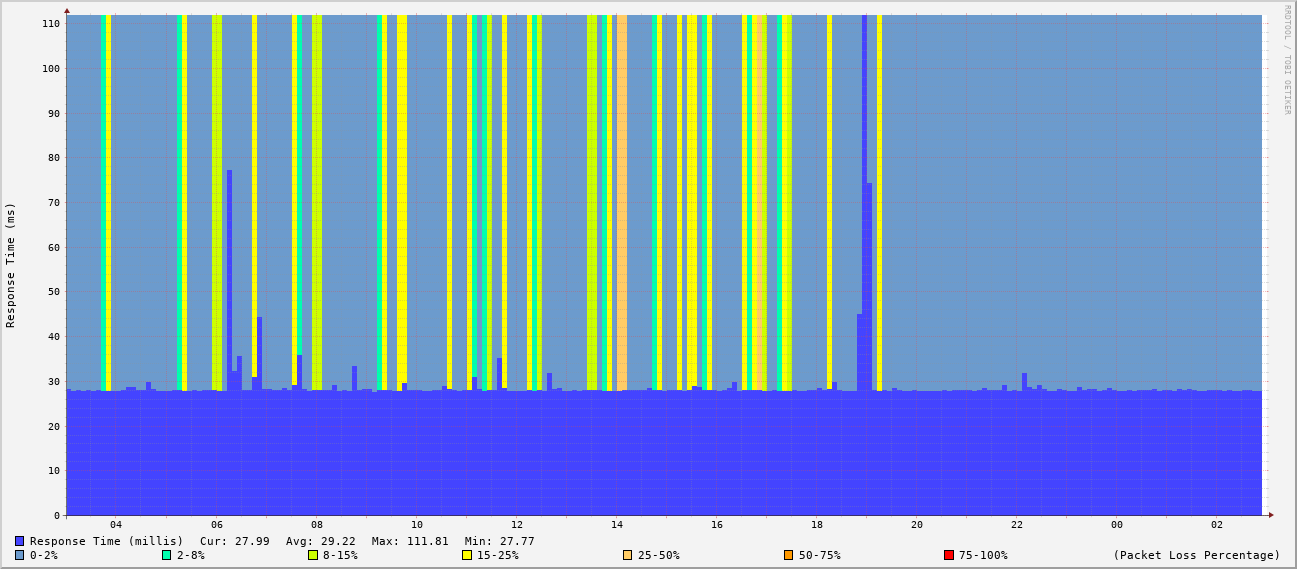 RRDTOOL / TOBI OETIKER
Response Time (ms)
110
100
90
80
70
60
50
40
30
20
10
0
04 06 08 10 12 14 16 18 20 22 00 02
Response Time (millis) Cur: 27.99 Avg: 29.22 Max: 111.81 Min: 27.77
0-2% 2-8% 8-15% 15-25% 25-50% 50-75% 75-100% (Packet Loss Percentage)